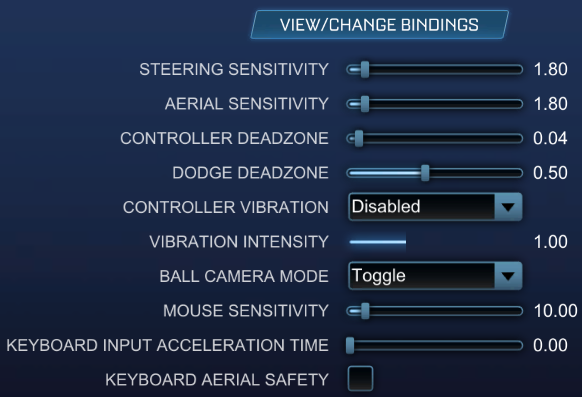 VIEW/CHANGE BINDINGS
STEERING SENSITIVITY 1.80
AERIAL SENSITIVITY 1.80
CONTROLLER DEADZONE 0.04
DODGE DEADZONE 0.50
CONTROLLER VIBRATION Disabled
VIBRATION INTENSITY 1.00
BALL CAMERA MODE Toggle
MOUSE SENSITIVITY 10.00
KEYBOARD INPUT ACCELERATION TIME 0.00
KEYBOARD AERIAL SAFETY